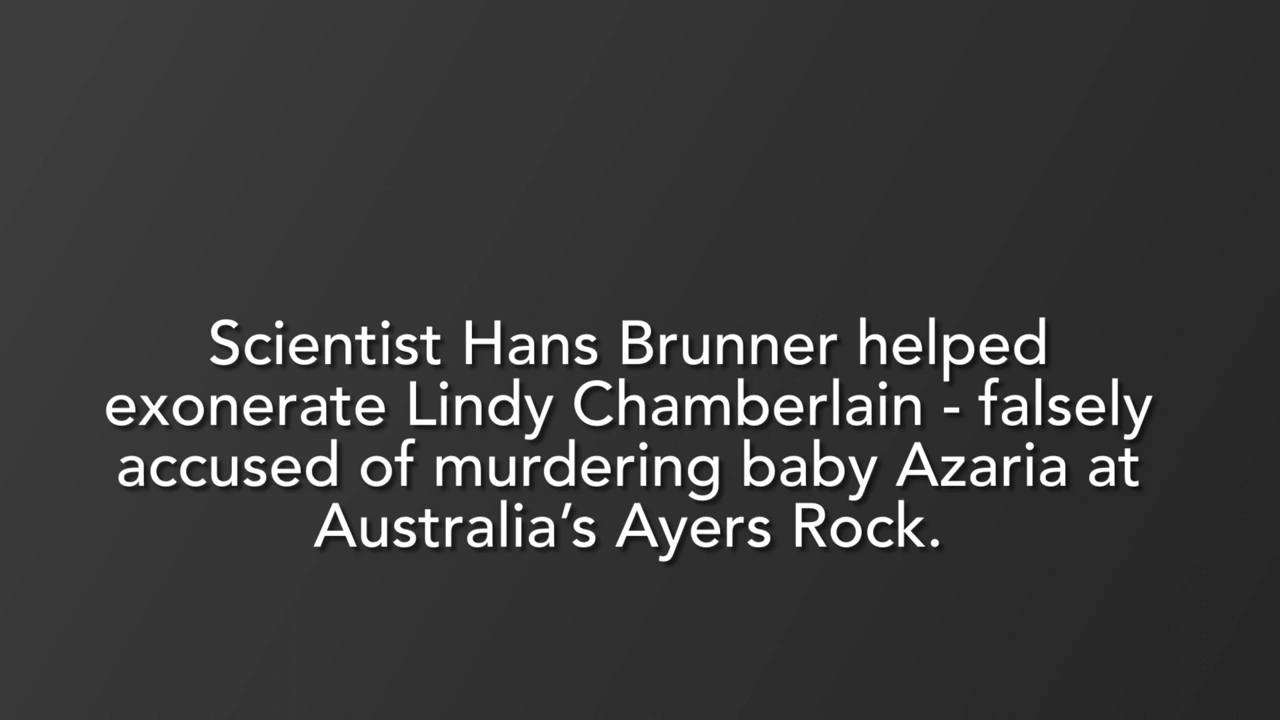 Scientist Hans Brunner helped
exonerate Lindy Chamberlain - falsely
accused of murdering baby Azaria at
Australia’s Ayers Rock.